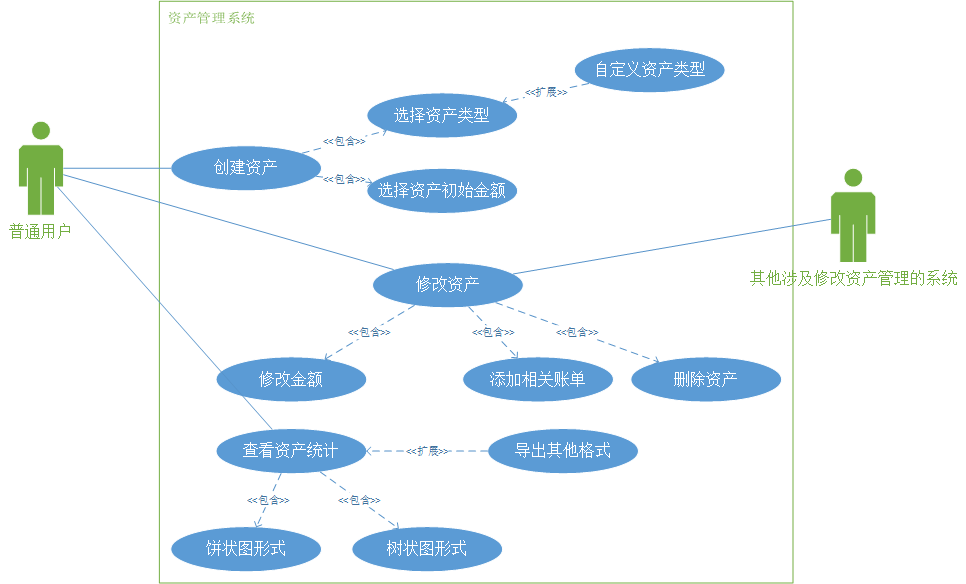 资产管理系统
自定义资产类型
<<扩展>>
选择资产类型
<<包含>>
创建资产
<<包含>>
选择资产初始金额
普通用户
其他涉及修改资产管理的系统
修改资产
<<包含>>
<<包含>>
<<包含>>
修改金额
添加相关账单
删除资产
查看资产统计
<<扩展>>
导出其他格式
<<包含>>
<<包含>>
饼状图形式
树状图形式